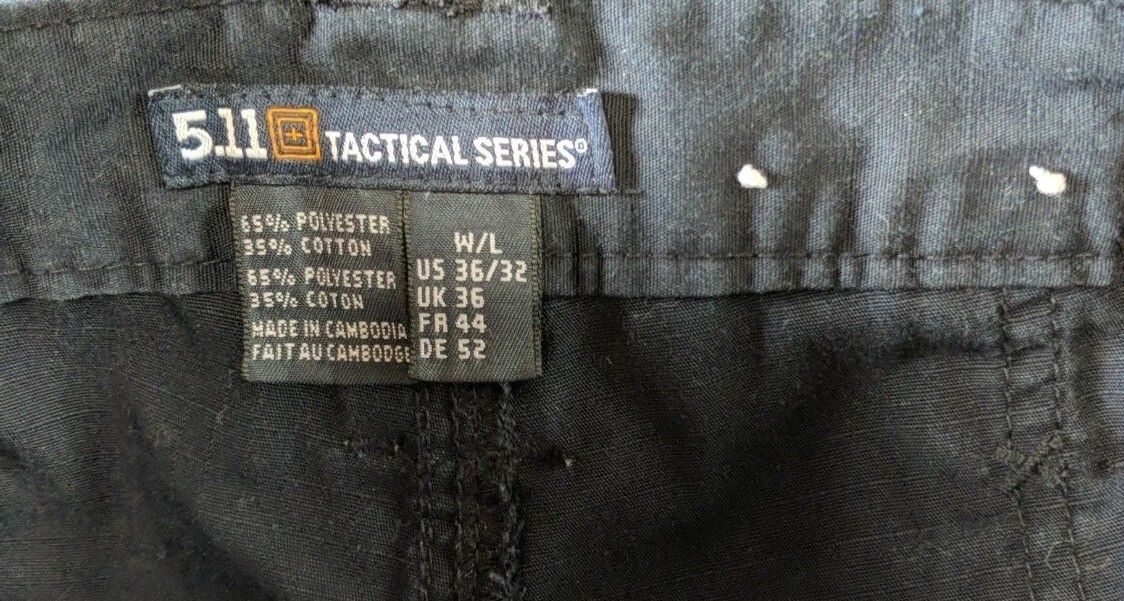 5.11 TACTICAL SERIES®
65% POLYESTER
35% COTTON
65% POLYESTER
35% COTON
MADE IN CAMBODIA
FAIT AU CAMBODGE
W/L
US 36/32
UK 36
FR 44
DE 52